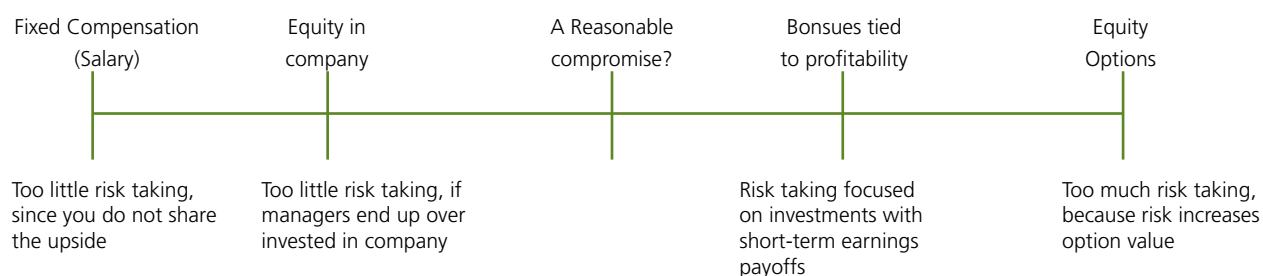 Fixed Compensation
(Salary)
Equity in
company
A Reasonable
compromise?
Bonsues tied
to profitability
Equity
Options
Too little risk taking,
since you do not share
the upside
Too little risk taking, if
managers end up over
invested in company
Risk taking focused
on investments with
short-term earnings
payoffs
Too much risk taking,
because risk increases
option value